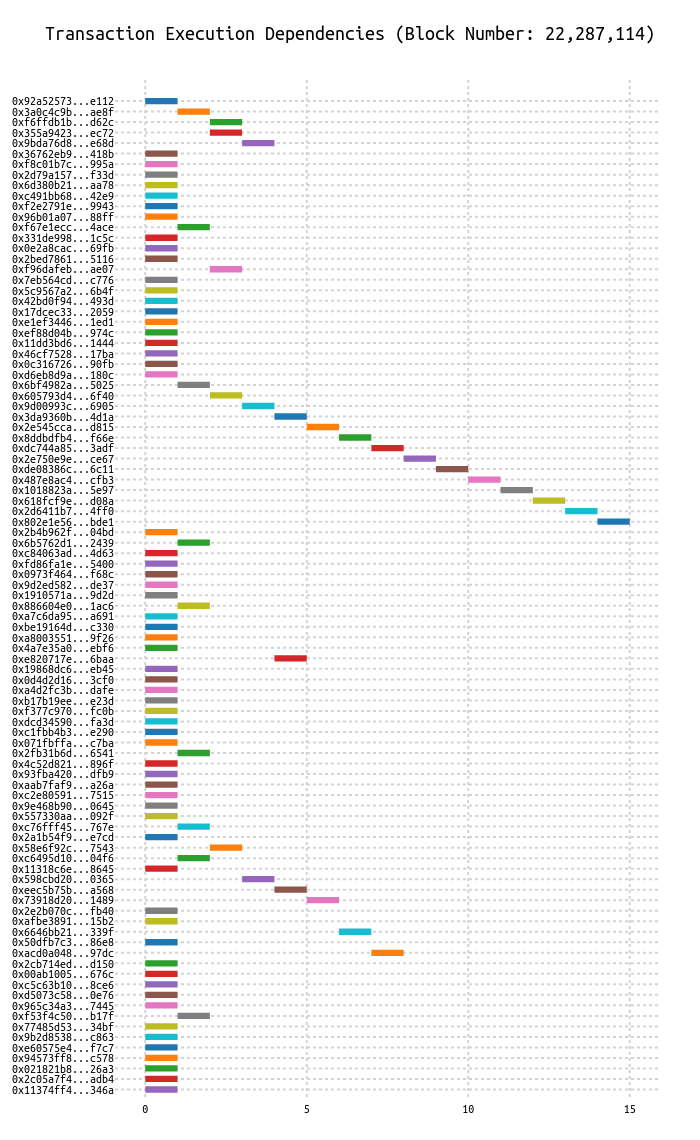 Transaction Execution Dependencies (Block Number: 22,287,114)
0x92a52573...e112
0x3a0c4c9b...ae8f
0xf6ffdb1b...d62c
0x355a9423...ec72
0x9bda76d8...e68d
0x36762eb9...418b
0xf8c01b7c...995a
0x2d79a157...f33d
0x6d380b21...aa78
0xc491bb68...42e9
0xf2e2791e...9943
0x96b01a07...88ff
0xf67e1ecc...4ace
0x331de998...1c5c
0x0e2a8cac...69fb
0x2bed7861...5116
0xf96dafeb...ae07
0x7eb564cd...c776
0x5c9567a2...6b4f
0x42bd0f94...493d
0x17dcec33...2059
0xe1ef3446...1ed1
0xef88d04b...974c
0x11dd3bd6...1444
0x46cf7528...17ba
0x0c316726...90fb
0xd6eb8d9a...180c
0x6bf4982a...5025
0x605793d4...6f40
0x9d00993c...6905
0x3da9360b...4d1a
0x2e545cca...d815
0x8ddbdfb4...f66e
0xdc744a85...3adf
0x2e750e9e...ce67
0xde08386c...6c11
0x487e8ac4...cfb3
0x1018823a...5e97
0x618fcf9e...d08a
0x2d6411b7...4ff0
0x802e1e56...bde1
0x2b4b962f...04bd
0x6b5762d1...2439
0xc84063ad...4d63
0xfd86fa1e...5400
0x0973f464...f68c
0x9d2ed582...de37
0x1910571a...9d2d
0x886604e0...1ac6
0xa7c6da95...a691
0xbe19164d...c330
0xa8003551...9f26
0x4a7e35a0...ebf6
0xe820717e...6baa
0x19868dc6...eb45
0x0d4d2d16...3cf0
0xa4d2fc3b...dafe
0xb17b19ee...e23d
0xf377c970...fc0b
0xdcd34590...fa3d
0xc1fbb4b3...e290
0x071fbffa...c7ba
0x2fb31b6d...6541
0x4c52d821...896f
0x93fba420...dfb9
0xaab7faf9...a26a
0xc2e80591...7515
0x9e468b90...0645
0x557330aa...092f
0xc76fff45...767e
0x2a1b54f9...e7cd
0x58e6f92c...7543
0xc6495d10...04f6
0x11318c6e...8645
0x598cbd20...0365
0xeec5b75b...a568
0x73918d20...1489
0x2e2b070c...fb40
0xafbe3891...15b2
0x6646bb21...339f
0x50dfb7c3...86e8
0xacd0a048...97dc
0x2cb714ed...d150
0x00ab1005...676c
0xc5c63b10...8ce6
0xd5073c58...0e76
0x965c34a3...7445
0xf53f4c50...b17f
0x77485d53...34bf
0x9b2d8538...c863
0xe60575e4...f7c7
0x94573ff8...c578
0x021821b8...26a3
0x2c05a7f4...adb4
0x11374ff4...346a
0 5 10 15